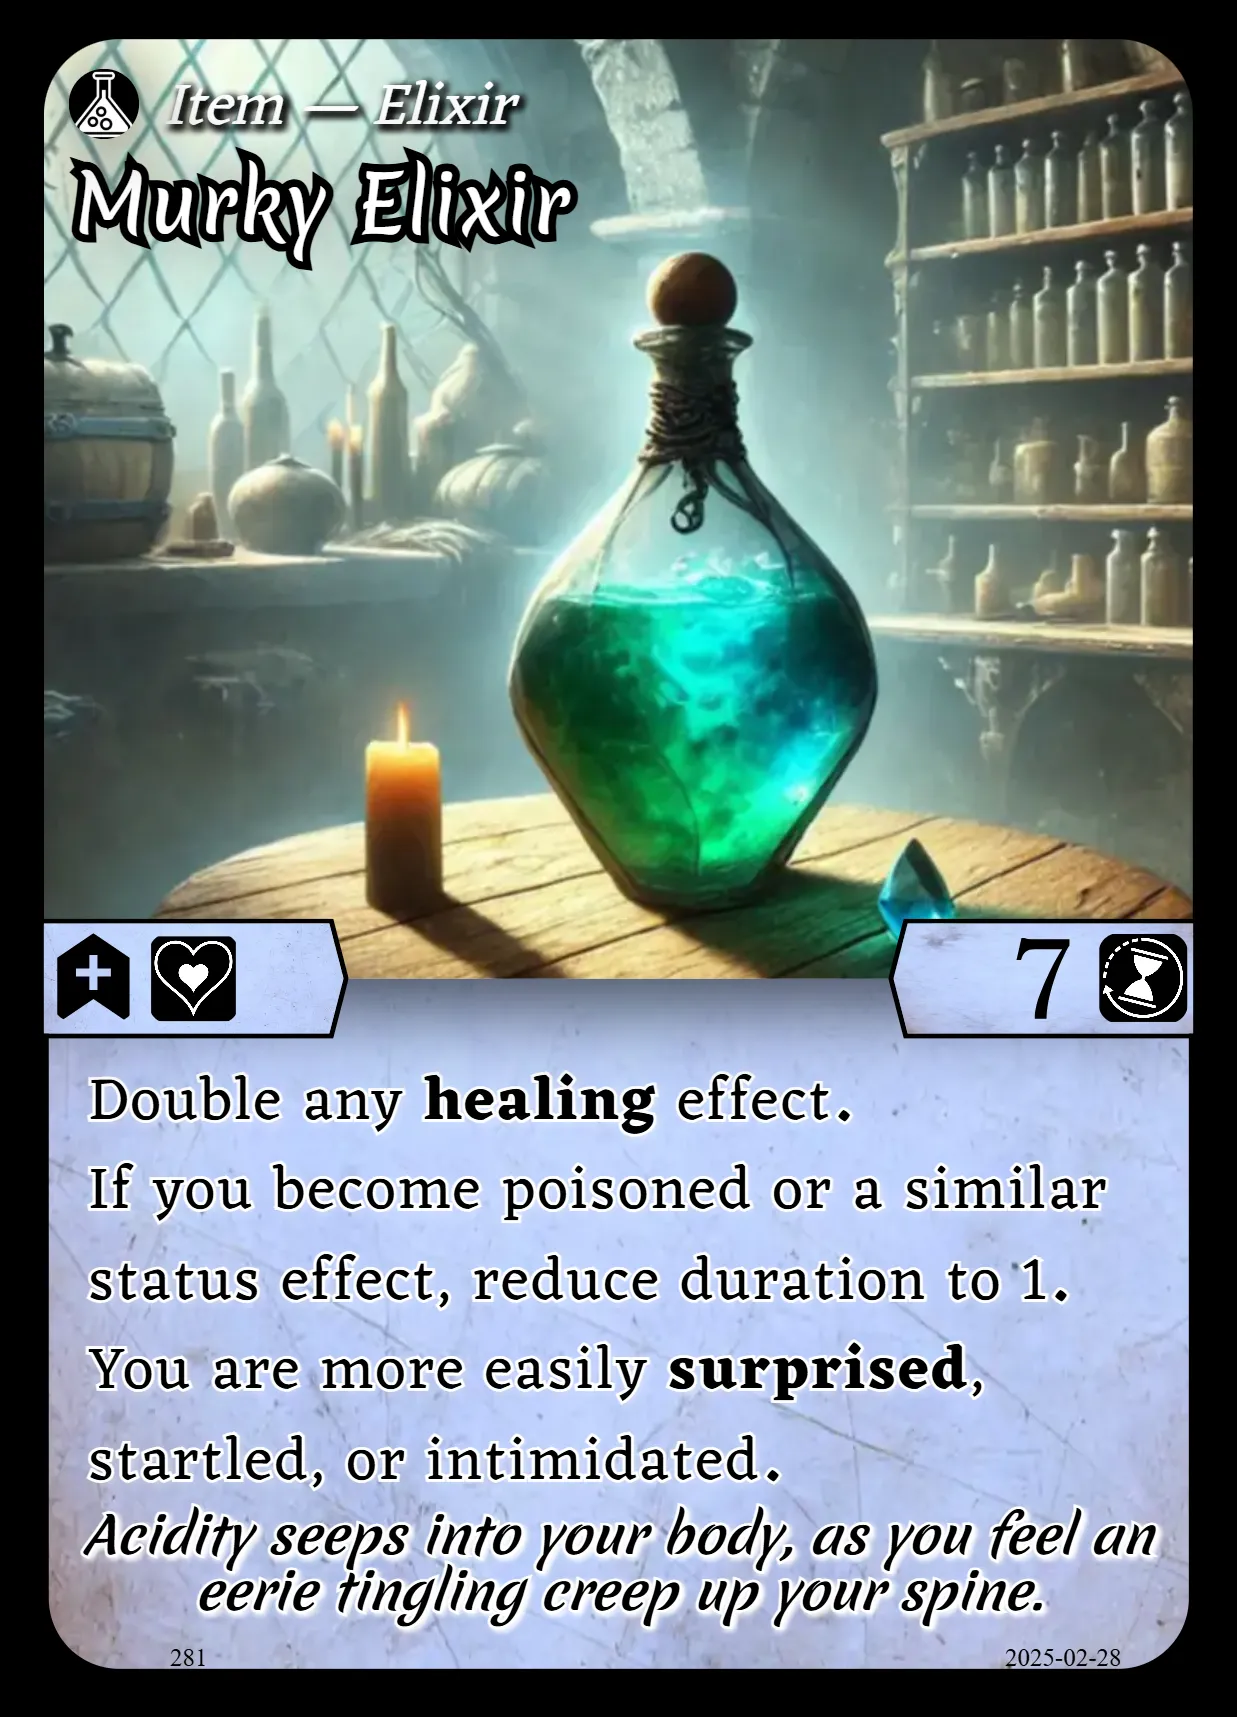 Item — Elixir
Murky Elixir
7
Double any healing effect.
If you become poisoned or a similar
status effect, reduce duration to 1.
You are more easily surprised,
startled, or intimidated.
Acidity seeps into your body, as you feel an
eerie tingling creep up your spine.
281
2025-02-28